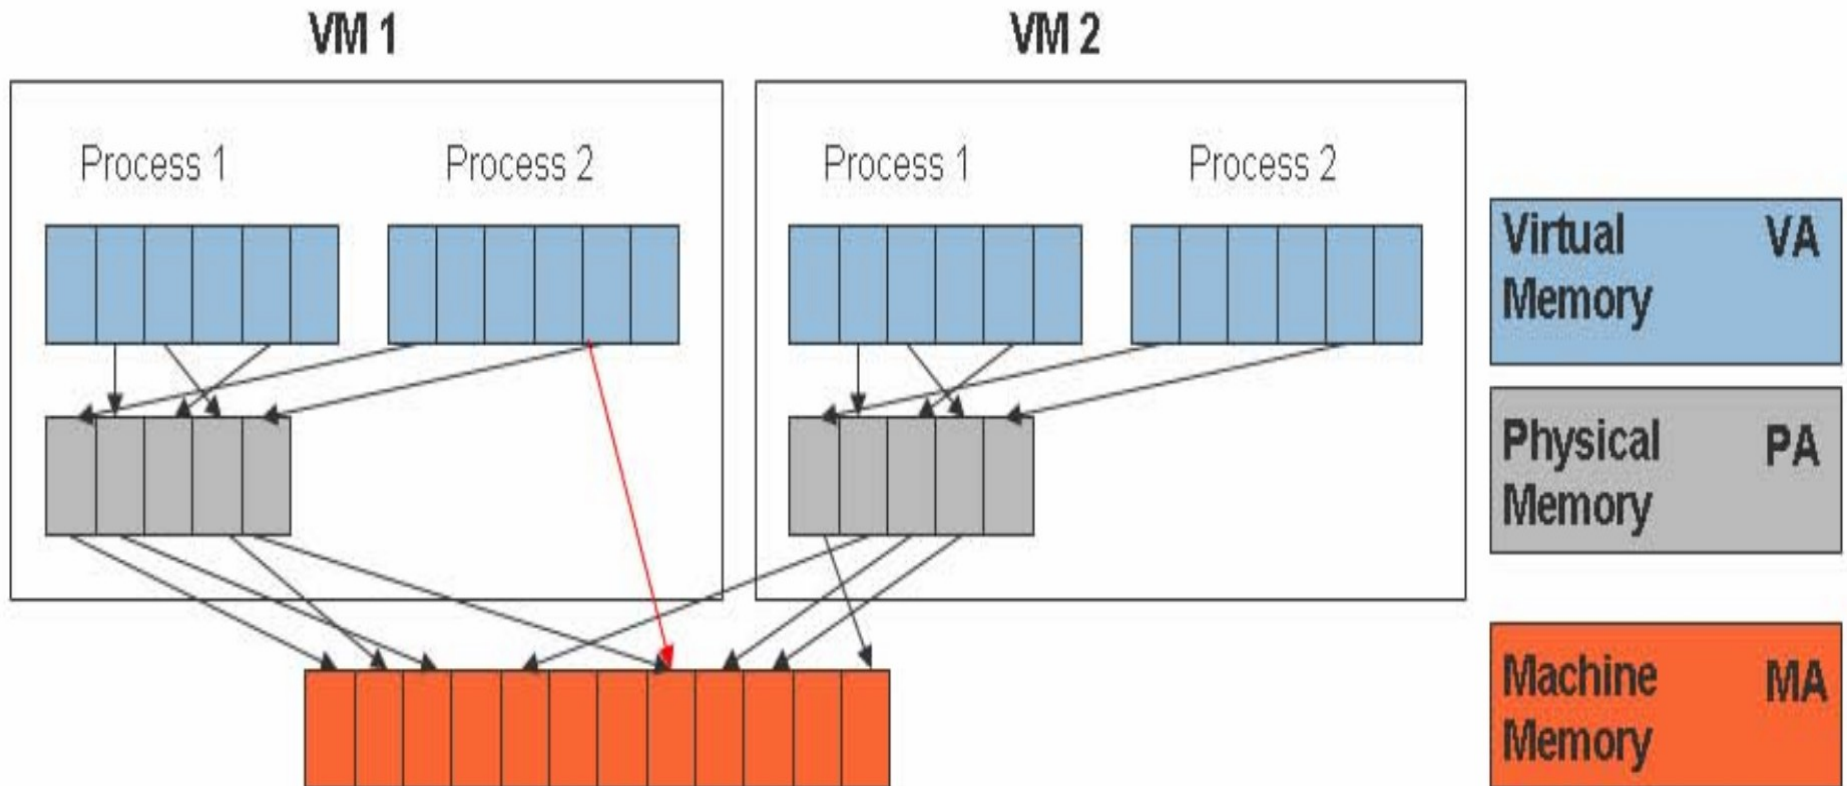 VM 1
VM 2
Process 1
Process 2
Process 1
Process 2
Virtual VA
Memory
Physical PA
Memory
Machine MA
Memory